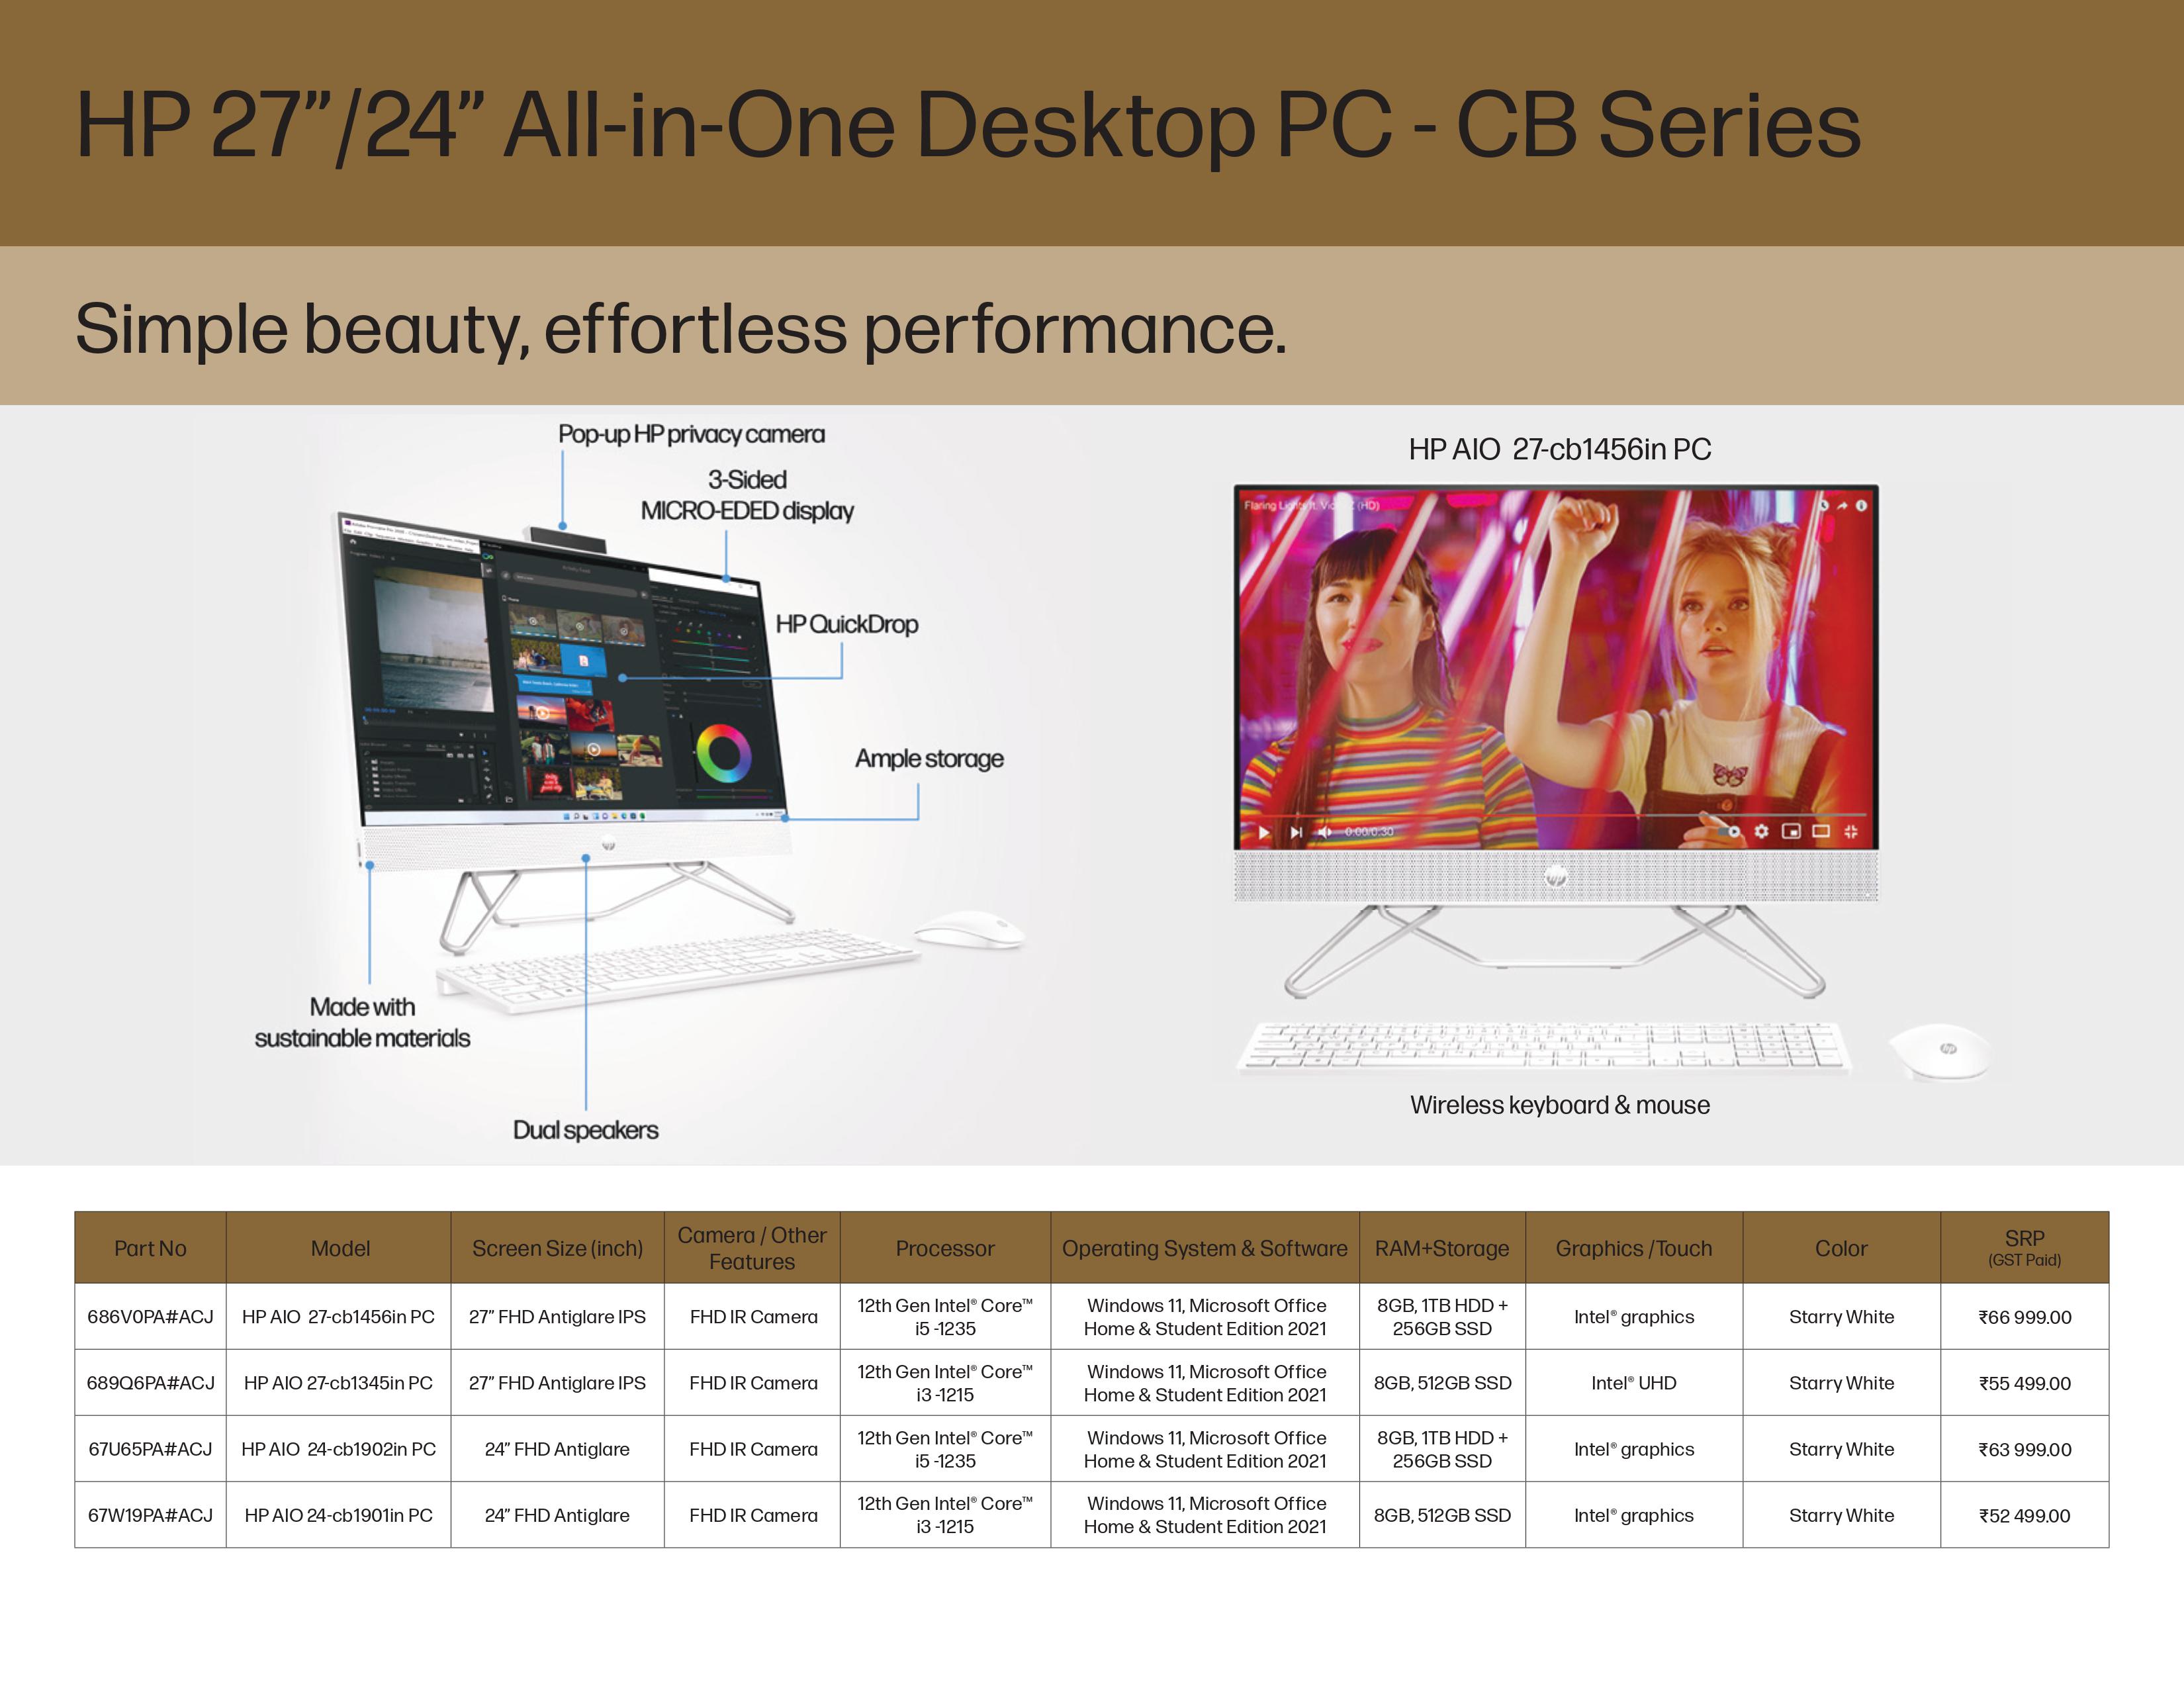 HP 27”/24” All-in-One Desktop PC - CB Series
Simple beauty, effortless performance.
Pop-up HP privacy camera
3-Sided
MICRO-EDED display
HP QuickDrop
Ample storage
Made with
sustainable materials
Dual speakers
HP AIO 27-cb1456in PC
Flaring Lights ft. (HD)
0:00/0:30
hp
Wireless keyboard & mouse
Part No Model Screen Size (inch) Camera / Other Features Processor Operating System & Software RAM+Storage Graphics /Touch Color SRP (GST Paid)
686V0PA#ACJ HP AIO 27-cb1456in PC 27” FHD Antiglare IPS FHD IR Camera 12th Gen Intel® Core™ i5 -1235 Windows 11, Microsoft Office Home & Student Edition 2021 8GB, 1TB HDD + 256GB SSD Intel® graphics Starry White ₹66 999.00
689Q6PA#ACJ HP AIO 27-cb1345in PC 27” FHD Antiglare IPS FHD IR Camera 12th Gen Intel® Core™ i3 -1215 Windows 11, Microsoft Office Home & Student Edition 2021 8GB, 512GB SSD Intel® UHD Starry White ₹55 499.00
67U65PA#ACJ HP AIO 24-cb1902in PC 24” FHD Antiglare FHD IR Camera 12th Gen Intel® Core™ i5 -1235 Windows 11, Microsoft Office Home & Student Edition 2021 8GB, 1TB HDD + 256GB SSD Intel® graphics Starry White ₹63 999.00
67W19PA#ACJ HP AIO 24-cb1901in PC 24” FHD Antiglare FHD IR Camera 12th Gen Intel® Core™ i3 -1215 Windows 11, Microsoft Office Home & Student Edition 2021 8GB, 512GB SSD Intel® graphics Starry White ₹52 499.00